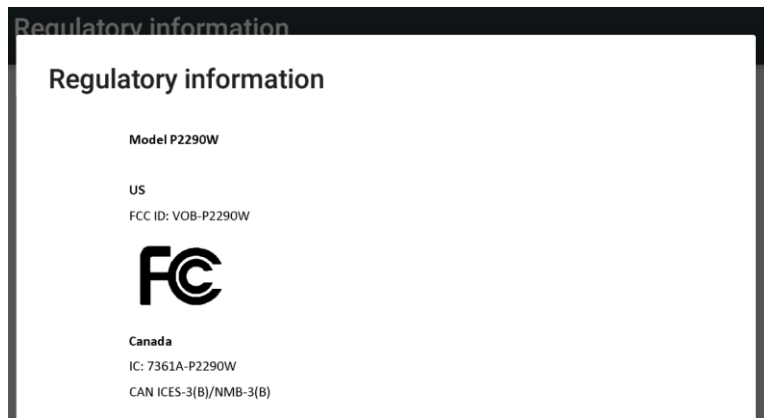 Regulatory information
Regulatory information
Model P2290W
US
FCC ID: VOB-P2290W
FC
Canada
IC: 7361A-P2290W
CAN ICES-3(B)/NMB-3(B)